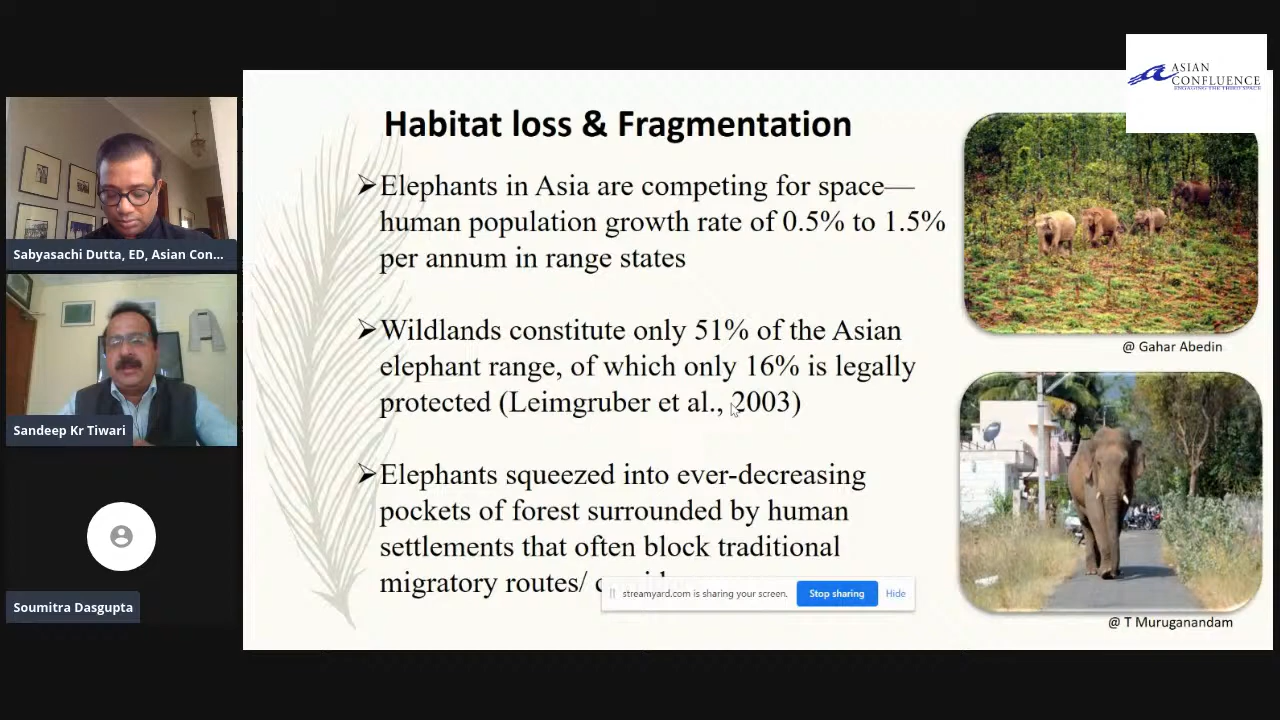 ASIAN
CONFLUENCE
ENGAGING THE THIRD SPACE
Habitat loss & Fragmentation
➢Elephants in Asia are competing for space—
human population growth rate of 0.5% to 1.5%
per annum in range states
➢Wildlands constitute only 51% of the Asian
elephant range, of which only 16% is legally
protected (Leimgruber et al., 2003)
➢Elephants squeezed into ever-decreasing
pockets of forest surrounded by human
settlements that often block traditional
migratory routes/
@ Gahar Abedin
@ T Muruganandam
streamyard.com is sharing your screen.
Stop sharing
Hide
Sabyasachi Dutta, ED, Asian Con...
Sandeep Kr Tiwari
Soumitra Dasgupta